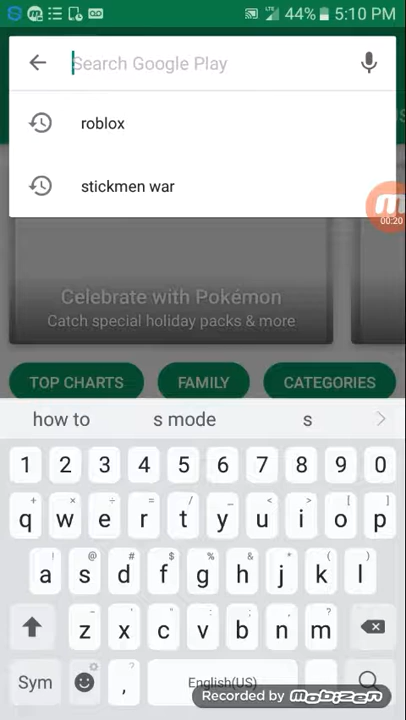 LTE 44% 5:10 PM
Search Google Play
roblox
stickmen war
00:20
Celebrate with Pokémon
Catch special holiday packs & more
TOP CHARTS FAMILY CATEGORIES
how to s mode s
1 2 3 4 5 6 7 8 9 0
q w e r t y u i o p
a s d f g h j k l
z x c v b n m
Sym , English(US)
Recorded by Mobizen